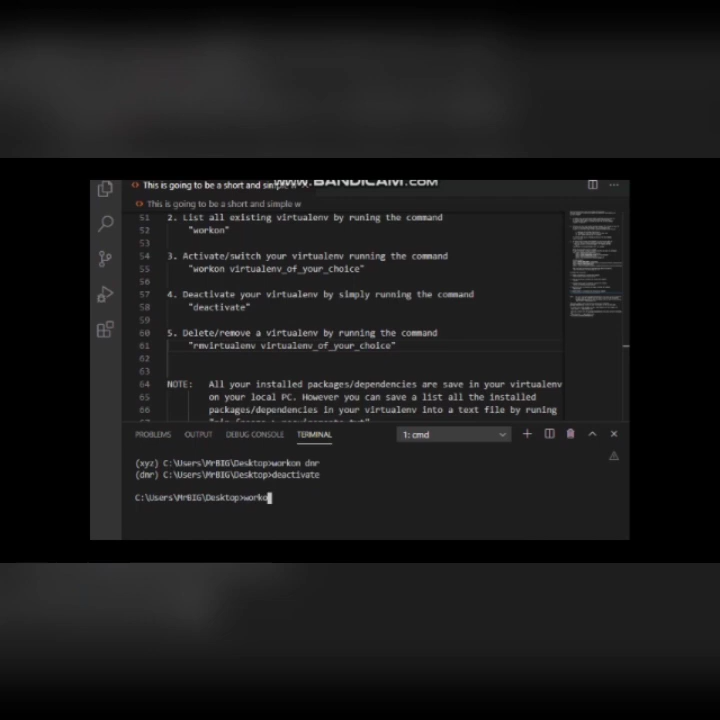 www.BANDICAM.com
This is going to be a short and simple w
This is going to be a short and simple w
51 2. List all existing virtualenv by runing the command
52 "workon"
53
54 3. Activate/switch your virtualenv running the command
55 "workon virtualenv_of_your_choice"
56
57 4. Deactivate your virtualenv by simply running the command
58 "deactivate"
59
60 5. Delete/remove a virtualenv by running the command
61 "rmvirtualenv virtualenv_of_your_choice"
62
63
64 NOTE: All your installed packages/dependencies are save in your virtualenv
65 on your local PC. However you can save a list all the installed
66 packages/dependencies in your virtualenv into a text file by runing
PROBLEMS OUTPUT DEBUG CONSOLE TERMINAL 1: cmd
(xyz) C:\Users\MrBIG\Desktop>workon dnr
(dnr) C:\Users\MrBIG\Desktop>deactivate
C:\Users\MrBIG\Desktop>worko